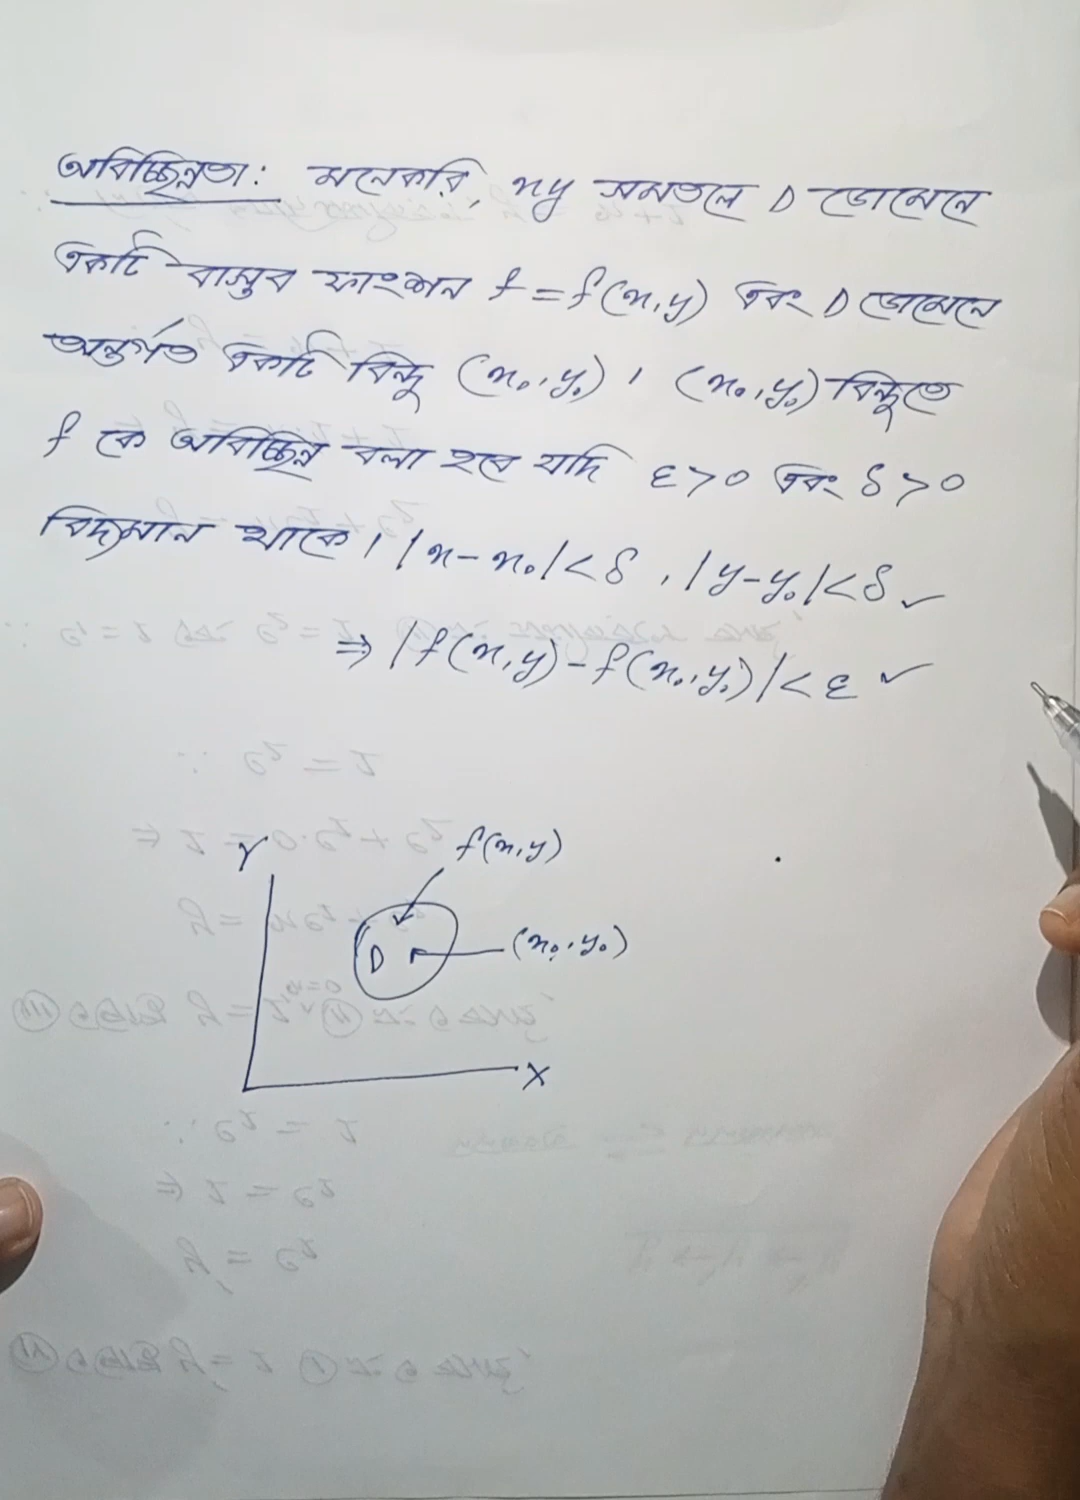 অবিচ্ছিন্নতা: মনেকরি, xy সমতলে D ডোমেনে
একটি বাস্তব ফাংশন f = f(x,y) এবং D ডোমেনে
অন্তর্গত একটি বিন্দু (x₀,y₀) । (x₀,y₀) বিন্দুতে
f কে অবিচ্ছিন্ন বলা হবে যদি ε>0 এবং δ>0
বিদ্যমান থাকে। |x-x₀|<δ , |y-y₀|<δ ✓
⇒ |f(x,y)-f(x₀,y₀)|<ε ✓
Y
f(x,y)
D
(x₀,y₀)
X